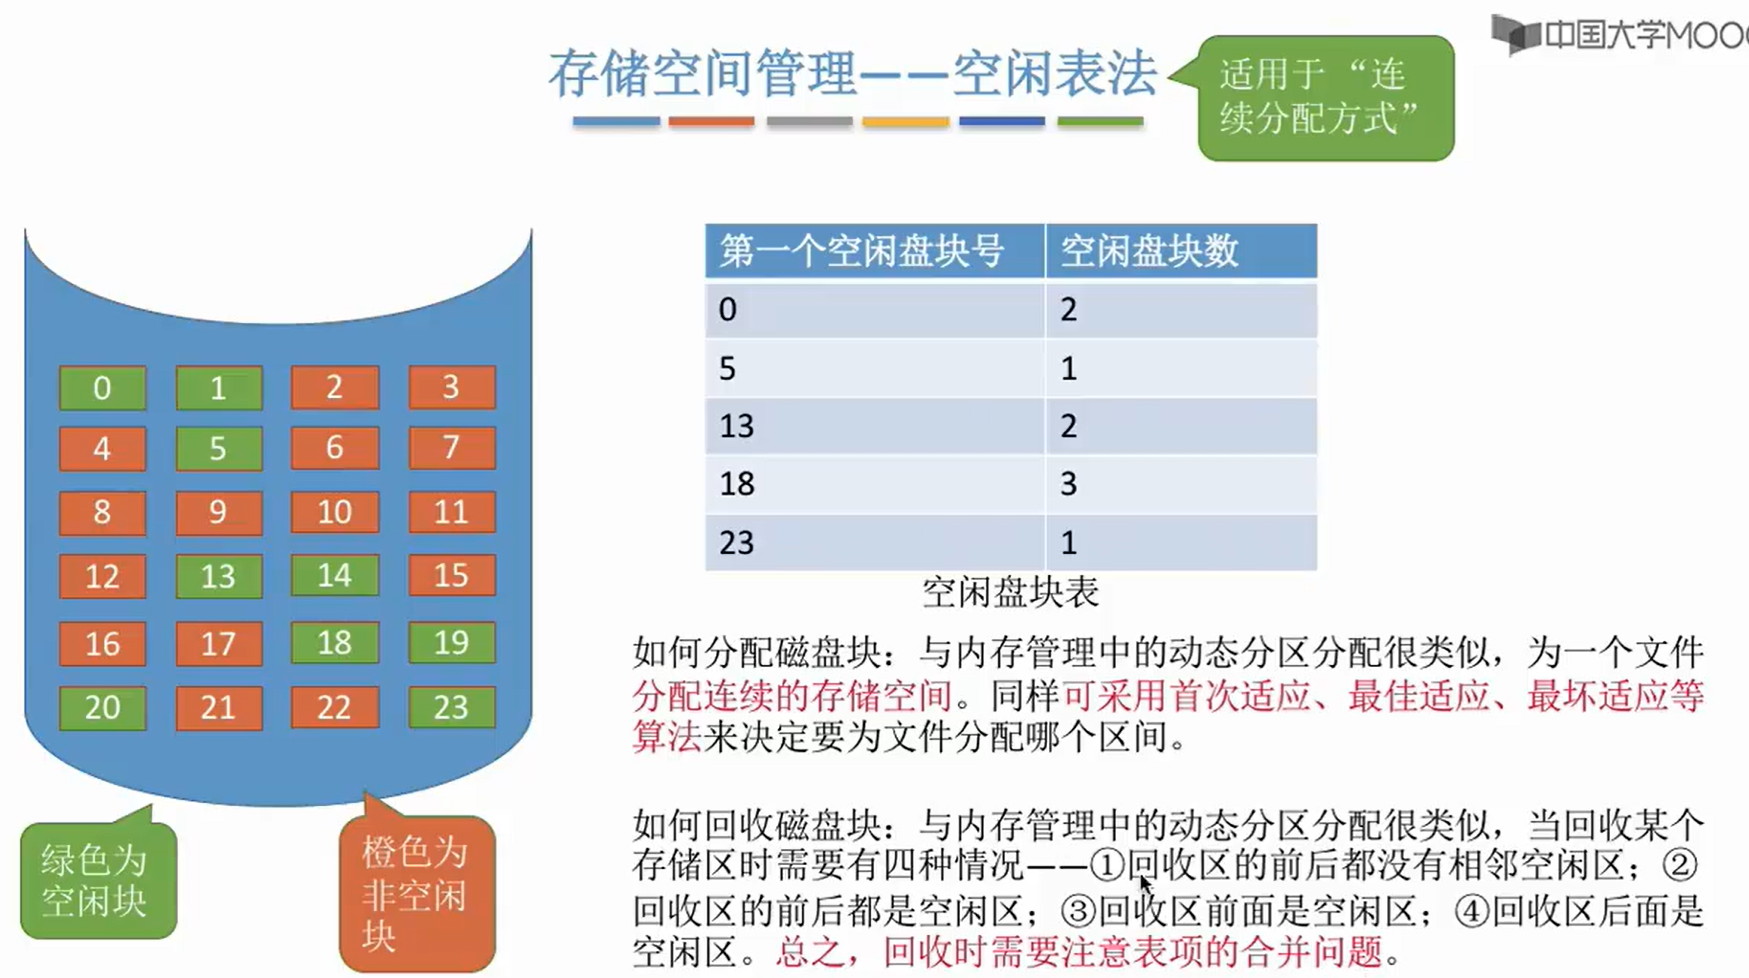 中国大学MOO
存储空间管理——空闲表法
适用于“连
续分配方式”
第一个空闲盘块号 空闲盘块数
0 2
5 1
13 2
18 3
23 1
空闲盘块表
0 1 2 3
4 5 6 7
8 9 10 11
12 13 14 15
16 17 18 19
20 21 22 23
绿色为
空闲块
橙色为
非空闲
块
如何分配磁盘块：与内存管理中的动态分区分配很类似，为一个文件
分配连续的存储空间。同样可采用首次适应、最佳适应、最坏适应等
算法来决定要为文件分配哪个区间。
如何回收磁盘块：与内存管理中的动态分区分配很类似，当回收某个
存储区时需要有四种情况——①回收区的前后都没有相邻空闲区；②
回收区的前后都是空闲区；③回收区前面是空闲区；④回收区后面是
空闲区。总之，回收时需要注意表项的合并问题。